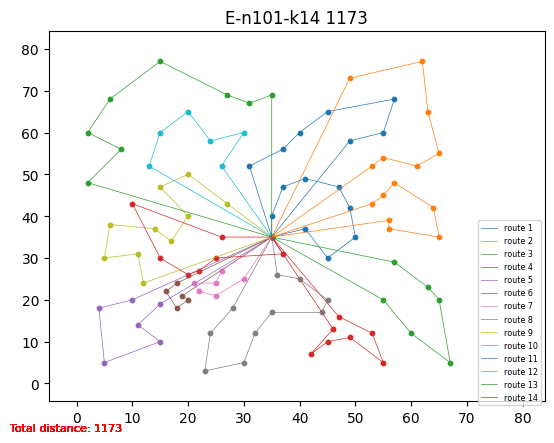 E-n101-k14 1173
80
70
60
50
40
30
20
10
0
0 10 20 30 40 50 60 70 80
route 1
route 2
route 3
route 4
route 5
route 6
route 7
route 8
route 9
route 10
route 11
route 12
route 13
route 14
Total distance: 1173